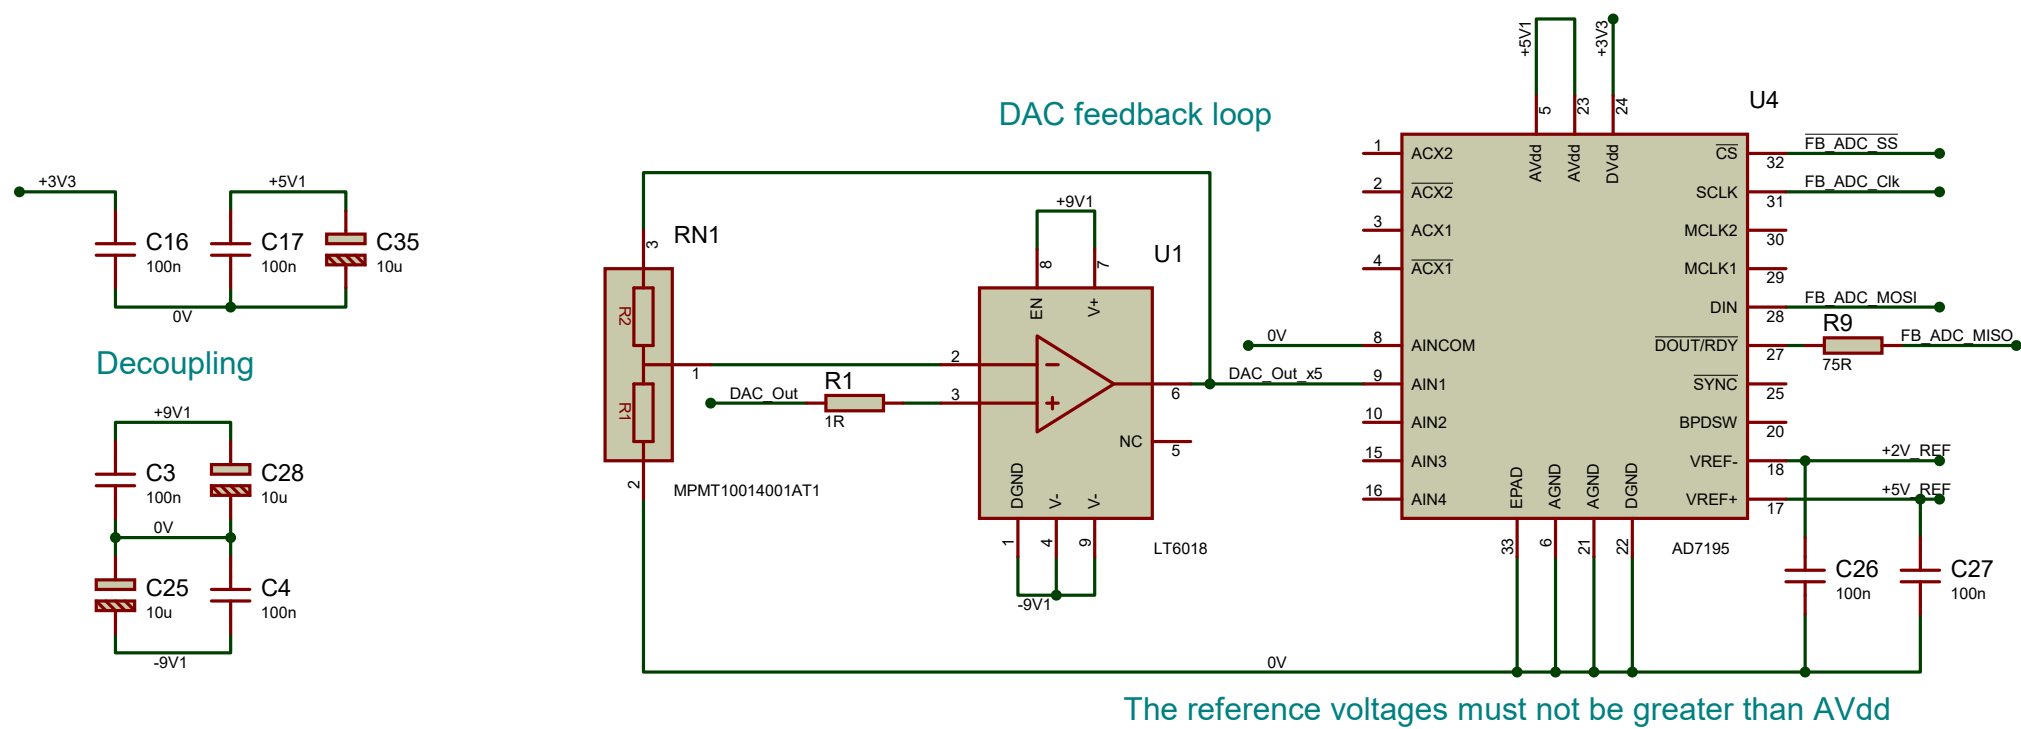 DAC feedback loop
+3V3
C16
100n
+5V1
C17
100n
C35
10u
0V
Decoupling
+9V1
C3
100n
C28
10u
0V
C25
10u
C4
100n
-9V1
RN1
3
R2
1
R1
2
MPMT10014001AT1
DAC_Out
R1
1R
+9V1
8
7
U1
EN
V+
2
3
6
DAC_Out_x5
NC
5
DGND
V-
V-
1
4
9
LT6018
-9V1
0V
0V
+5V1
+3V3
5
23
24
U4
AVdd
AVdd
DVdd
1
ACX2
2
ACX2
3
ACX1
4
ACX1
8
AINCOM
9
AIN1
10
AIN2
15
AIN3
16
AIN4
CS
32
FB_ADC_SS
SCLK
31
FB_ADC_Clk
MCLK2
30
MCLK1
29
DIN
28
FB_ADC_MOSI
DOUT/RDY
27
R9
75R
FB_ADC_MISO
SYNC
25
BPDSW
20
VREF-
18
+2V_REF
VREF+
17
+5V_REF
EPAD
AGND
AGND
DGND
33
6
21
22
AD7195
C26
100n
C27
100n
The reference voltages must not be greater than AVdd